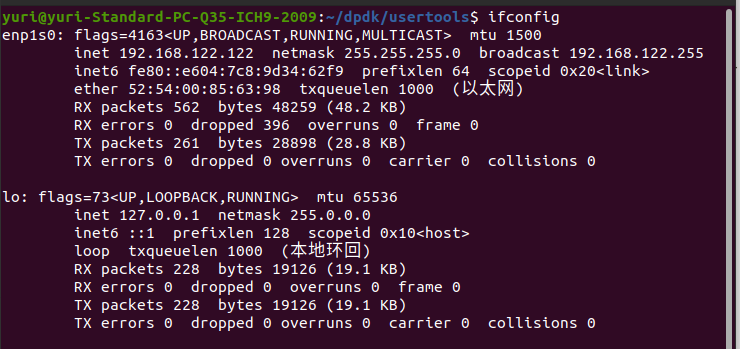 yuri@yuri-Standard-PC-Q35-ICH9-2009:~/dpdk/usertools$ ifconfig
enp1s0: flags=4163<UP,BROADCAST,RUNNING,MULTICAST>  mtu 1500
        inet 192.168.122.122  netmask 255.255.255.0  broadcast 192.168.122.255
        inet6 fe80::e604:7c8:9d34:62f9  prefixlen 64  scopeid 0x20<link>
        ether 52:54:00:85:63:98  txqueuelen 1000  (以太网)
        RX packets 562  bytes 48259 (48.2 KB)
        RX errors 0  dropped 396  overruns 0  frame 0
        TX packets 261  bytes 28898 (28.8 KB)
        TX errors 0  dropped 0 overruns 0  carrier 0  collisions 0

lo: flags=73<UP,LOOPBACK,RUNNING>  mtu 65536
        inet 127.0.0.1  netmask 255.0.0.0
        inet6 ::1  prefixlen 128  scopeid 0x10<host>
        loop  txqueuelen 1000  (本地环回)
        RX packets 228  bytes 19126 (19.1 KB)
        RX errors 0  dropped 0  overruns 0  frame 0
        TX packets 228  bytes 19126 (19.1 KB)
        TX errors 0  dropped 0 overruns 0  carrier 0  collisions 0